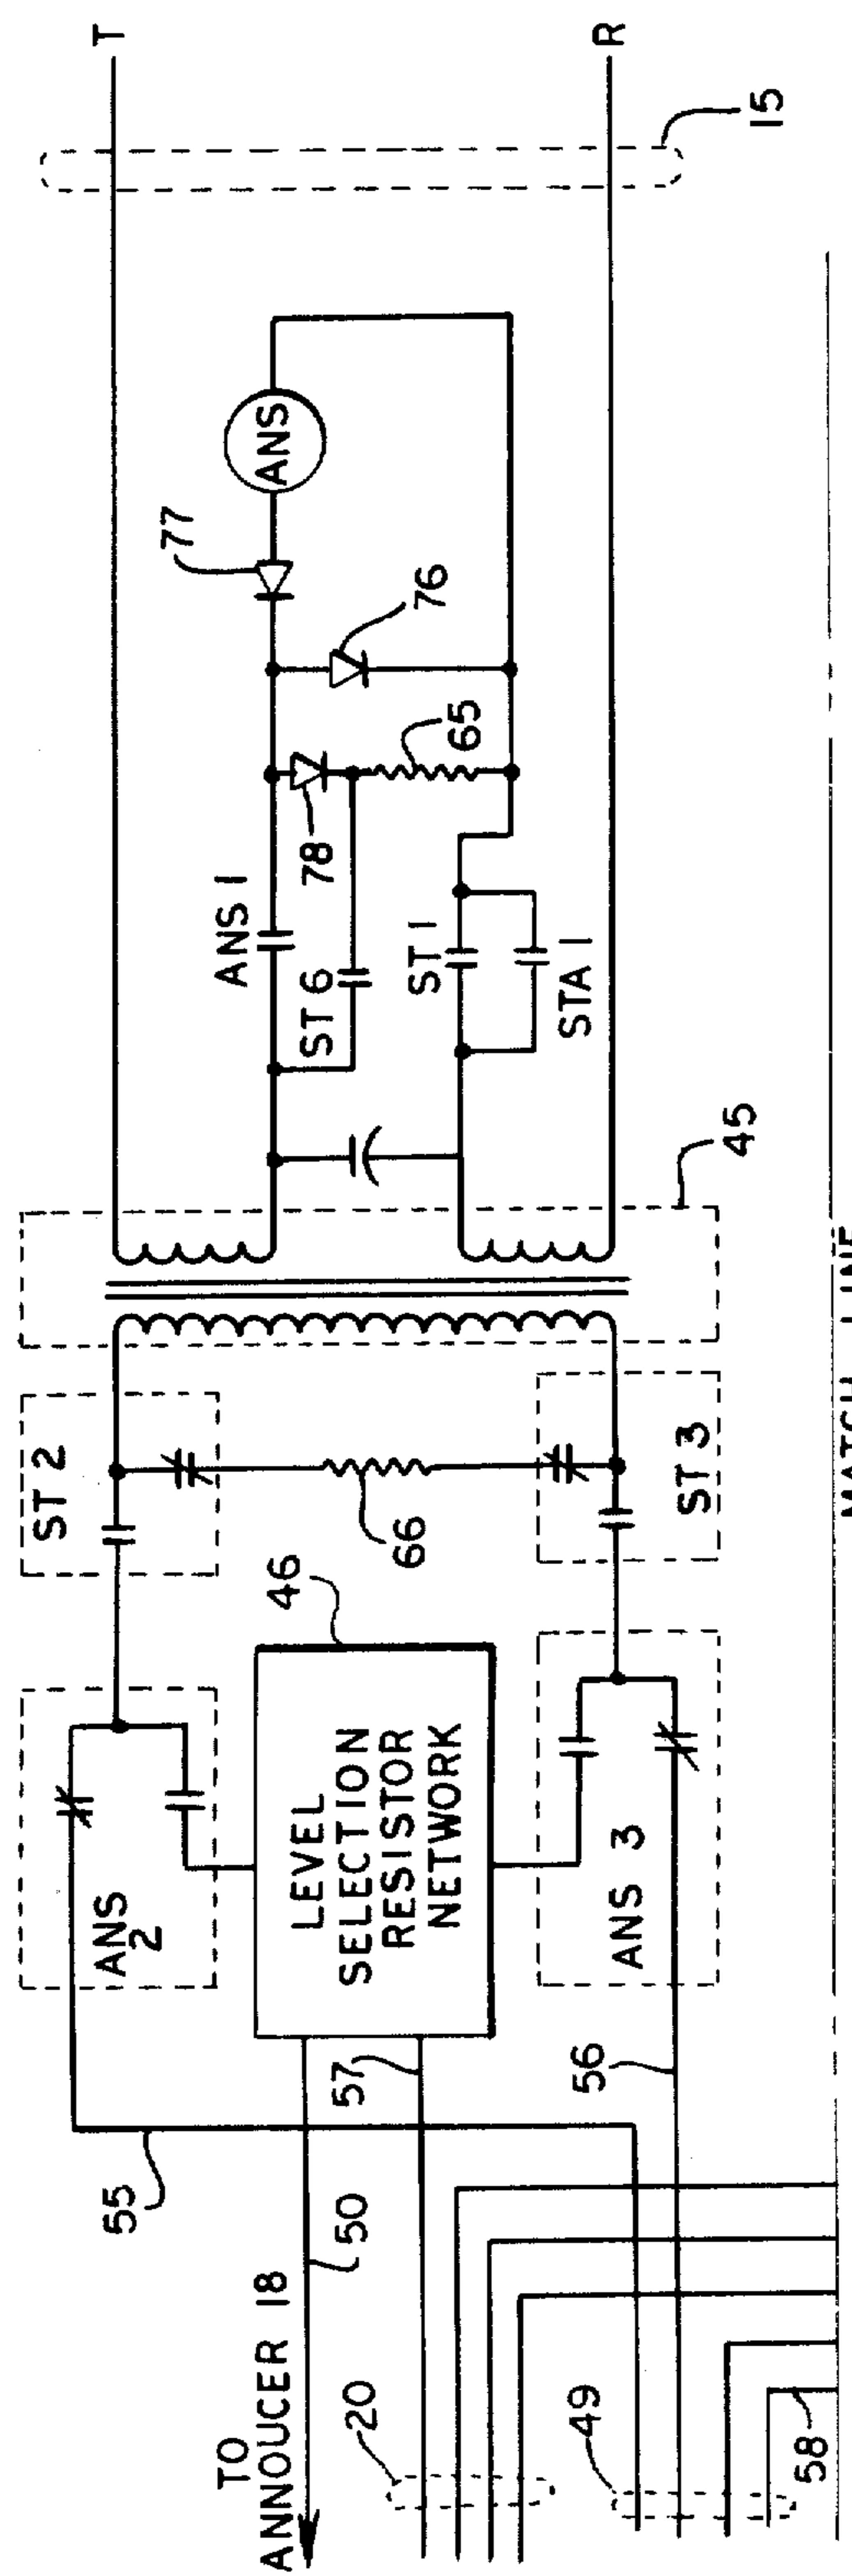 T
R
15
ANS
77
76
65
78
ANS 1
ST 6
ST 1
STA 1
45
ST 2
66
ST 3
46
ANS
2
LEVEL
SELECTION
RESISTOR
NETWORK
ANS 3
55
50
57
56
TO
ANNOUCER 18
20
49
58
MATCH LINE